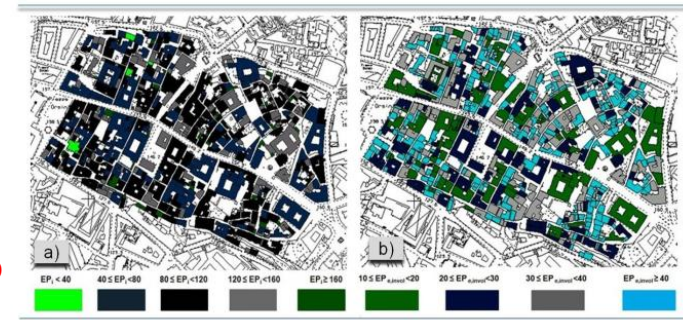 a)
b)
EPi < 40
40 ≤ EPi<80
80 ≤ EPi<120
120 ≤ EPi<160
EPi ≥ 160
10 ≤ EPe,invol<20
20 ≤ EPe,invol<30
30 ≤ EPe,invol<40
EPe,invol ≥ 40